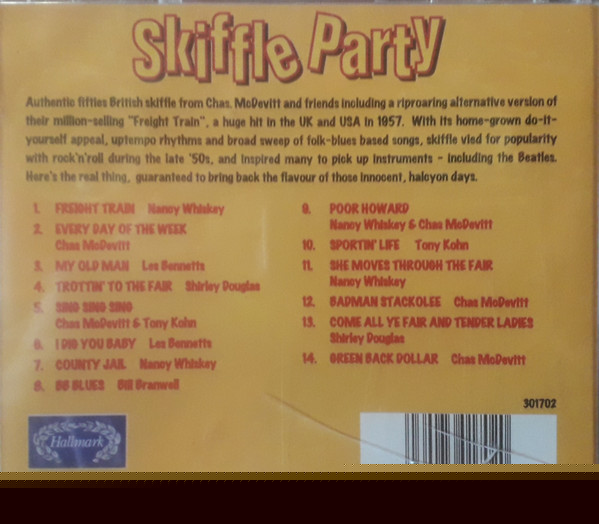 Skiffle Party
Authentic fifties British skiffle from Chas. McDevitt and friends including a riproaring alternative version of
their million-selling "Freight Train", a huge hit in the UK and USA in 1957. With its home-grown do-it-
yourself appeal, uptempo rhythms and broad sweep of folk-blues based songs, skiffle vied for popularity
with rock'n'roll during the late '50s, and inspired many to pick up instruments - including the Beatles.
Here's the real thing, guaranteed to bring back the flavour of those innocent, halcyon days.
1. FREIGHT TRAIN Nancy Whiskey
2. EVERY DAY OF THE WEEK
Chas McDevitt
3. MY OLD MAN Les Bennetts
4. TROTTIN' TO THE FAIR Shirley Douglas
5. SING SING SING
Chas McDevitt & Tony Kohn
6. I DIG YOU BABY Les Bennetts
7. COUNTY JAIL Nancy Whiskey
8. BB BLUES Bill Bramwell
9. POOR HOWARD
Nancy Whiskey & Chas McDevitt
10. SPORTIN' LIFE Tony Kohn
11. SHE MOVES THROUGH THE FAIR
Nancy Whiskey
12. BADMAN STACKOLEE Chas McDevitt
13. COME ALL YE FAIR AND TENDER LADIES
Shirley Douglas
14. GREEN BACK DOLLAR Chas McDevitt
301702
Hallmark